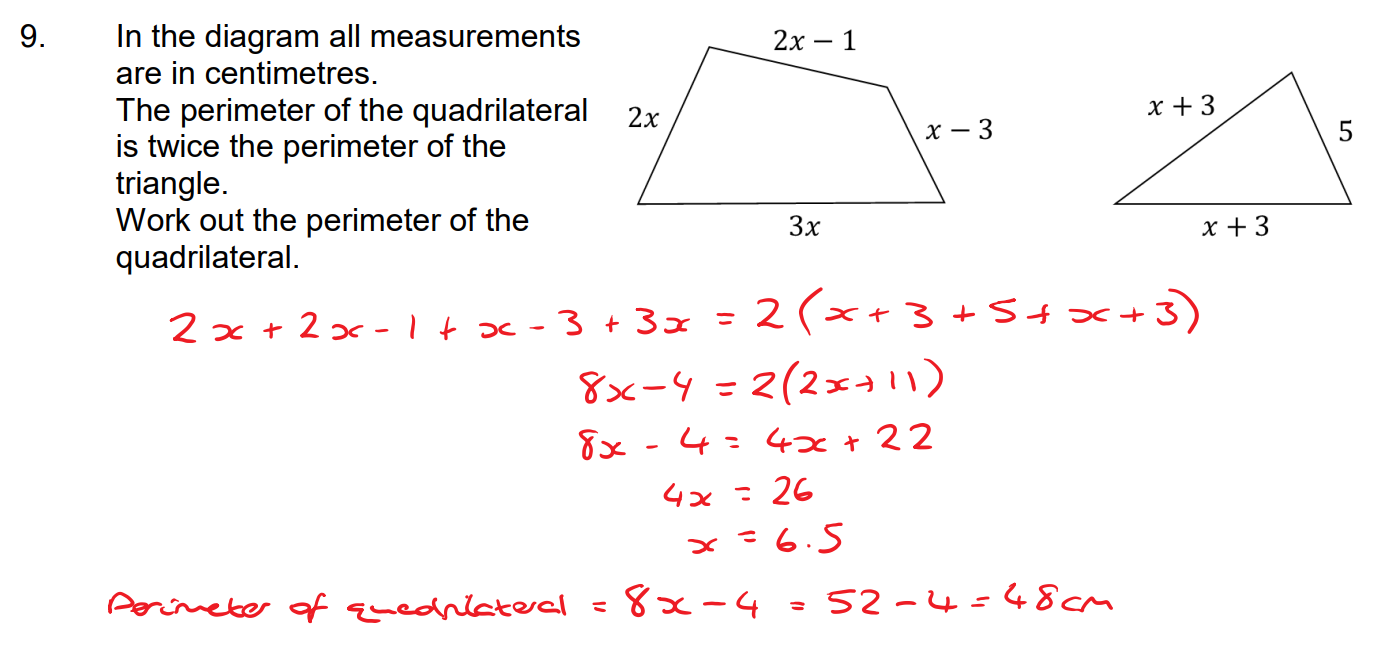 9. In the diagram all measurements
are in centimetres.
The perimeter of the quadrilateral
is twice the perimeter of the
triangle.
Work out the perimeter of the
quadrilateral.
2x − 1
2x
x − 3
3x
x + 3
5
x + 3
2x + 2x - 1 + x - 3 + 3x = 2(x + 3 + 5 + x + 3)
8x - 4 = 2(2x + 11)
8x - 4 = 4x + 22
4x = 26
x = 6.5
Perimeter of quadrilateral = 8x - 4 = 52 - 4 = 48cm